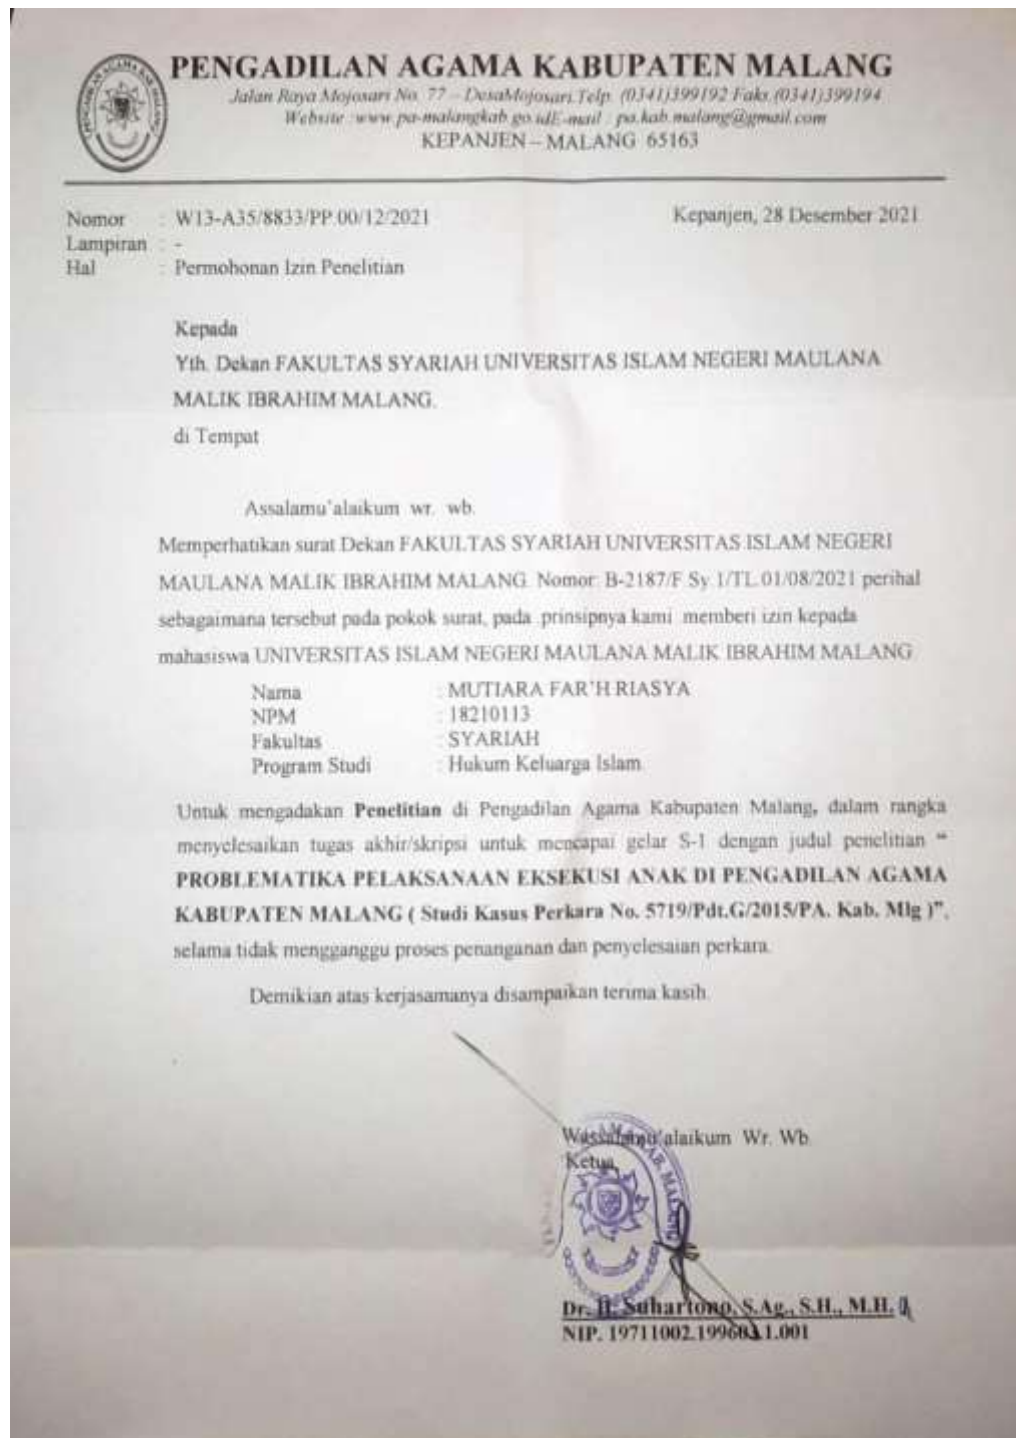 PENGADILAN AGAMA KABUPATEN MALANG
Jalan Raya Mojosari No. 77 – DesaMojosari.Telp. (0341)399192 Faks.(0341)399194
Website : www.pa-malangkab.go.idE-mail : pa.kab.malang@gmail.com
KEPANJEN – MALANG 65163
Nomor : W13-A35/8833/PP.00/12/2021 Kepanjen, 28 Desember 2021
Lampiran : -
Hal : Permohonan Izin Penelitian
Kepada
Yth. Dekan FAKULTAS SYARIAH UNIVERSITAS ISLAM NEGERI MAULANA
MALIK IBRAHIM MALANG.
di Tempat
Assalamu'alaikum wr. wb.
Memperhatikan surat Dekan FAKULTAS SYARIAH UNIVERSITAS ISLAM NEGERI
MAULANA MALIK IBRAHIM MALANG. Nomor: B-2187/F.Sy.1/TL.01/08/2021 perihal
sebagaimana tersebut pada pokok surat, pada prinsipnya kami memberi izin kepada
mahasiswa UNIVERSITAS ISLAM NEGERI MAULANA MALIK IBRAHIM MALANG
Nama : MUTIARA FAR'H RIASYA
NPM : 18210113
Fakultas : SYARIAH
Program Studi : Hukum Keluarga Islam.
Untuk mengadakan Penelitian di Pengadilan Agama Kabupaten Malang, dalam rangka
menyelesaikan tugas akhir/skripsi untuk mencapai gelar S-1 dengan judul penelitian "
PROBLEMATIKA PELAKSANAAN EKSEKUSI ANAK DI PENGADILAN AGAMA
KABUPATEN MALANG ( Studi Kasus Perkara No. 5719/Pdt.G/2015/PA. Kab. Mlg )",
selama tidak mengganggu proses penanganan dan penyelesaian perkara.
Demikian atas kerjasamanya disampaikan terima kasih.
Wassalamu'alaikum Wr. Wb.
Ketua,
Dr. H. Suhartono, S.Ag., S.H., M.H.
NIP. 19711002.199603.1.001